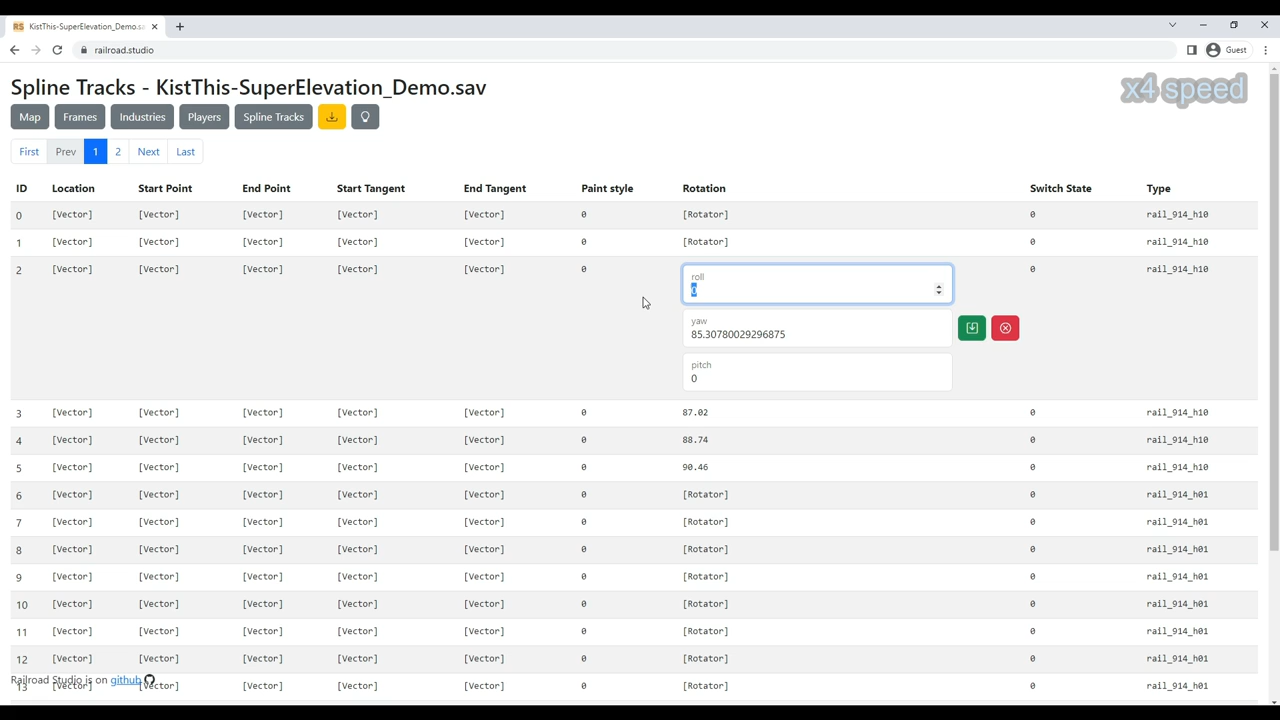 KistThis-SuperElevation_Demo.sa
railroad.studio
Guest
Spline Tracks - KistThis-SuperElevation_Demo.sav
x4 speed
Map Frames Industries Players Spline Tracks
First Prev 1 2 Next Last
ID Location Start Point End Point Start Tangent End Tangent Paint style Rotation Switch State Type
0 [Vector] [Vector] [Vector] [Vector] [Vector] 0 [Rotator] 0 rail_914_h10
1 [Vector] [Vector] [Vector] [Vector] [Vector] 0 [Rotator] 0 rail_914_h10
2 [Vector] [Vector] [Vector] [Vector] [Vector] 0 0 rail_914_h10
roll
0
yaw
85.30780029296875
pitch
0
3 [Vector] [Vector] [Vector] [Vector] [Vector] 0 87.02 0 rail_914_h10
4 [Vector] [Vector] [Vector] [Vector] [Vector] 0 88.74 0 rail_914_h10
5 [Vector] [Vector] [Vector] [Vector] [Vector] 0 90.46 0 rail_914_h10
6 [Vector] [Vector] [Vector] [Vector] [Vector] 0 [Rotator] 0 rail_914_h01
7 [Vector] [Vector] [Vector] [Vector] [Vector] 0 [Rotator] 0 rail_914_h01
8 [Vector] [Vector] [Vector] [Vector] [Vector] 0 [Rotator] 0 rail_914_h01
9 [Vector] [Vector] [Vector] [Vector] [Vector] 0 [Rotator] 0 rail_914_h01
10 [Vector] [Vector] [Vector] [Vector] [Vector] 0 [Rotator] 0 rail_914_h01
11 [Vector] [Vector] [Vector] [Vector] [Vector] 0 [Rotator] 0 rail_914_h01
12 [Vector] [Vector] [Vector] [Vector] [Vector] 0 [Rotator] 0 rail_914_h01
Railroad Studio is on github
13 [Vector] [Vector] [Vector] [Vector] [Vector] 0 [Rotator] 0 rail_914_h01